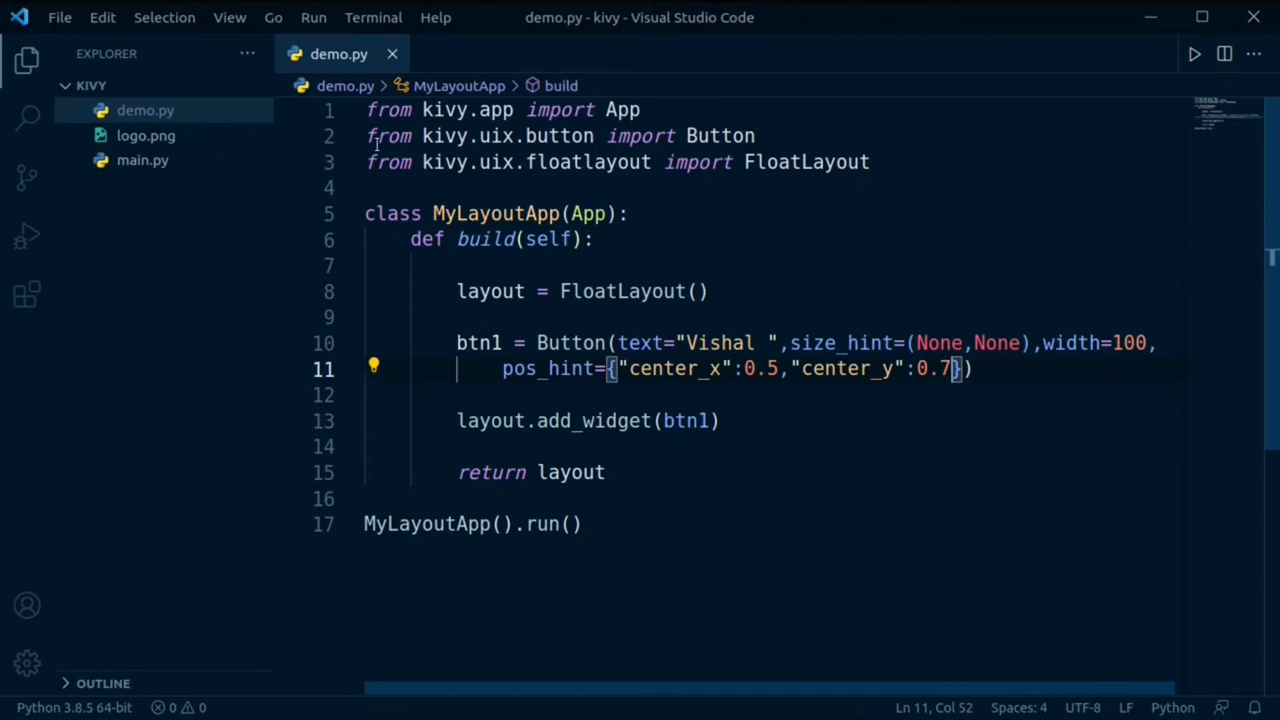 File Edit Selection View Go Run Terminal Help demo.py - kivy - Visual Studio Code
EXPLORER
demo.py
KIVY
demo.py > MyLayoutApp > build
demo.py
logo.png
main.py
1 from kivy.app import App
2 from kivy.uix.button import Button
3 from kivy.uix.floatlayout import FloatLayout
4
5 class MyLayoutApp(App):
6 def build(self):
7
8 layout = FloatLayout()
9
10 btn1 = Button(text="Vishal ",size_hint=(None,None),width=100,
11 pos_hint={"center_x":0.5,"center_y":0.7})
12
13 layout.add_widget(btn1)
14
15 return layout
16
17 MyLayoutApp().run()
OUTLINE
Python 3.8.5 64-bit 0 0 Ln 11, Col 52 Spaces: 4 UTF-8 LF Python